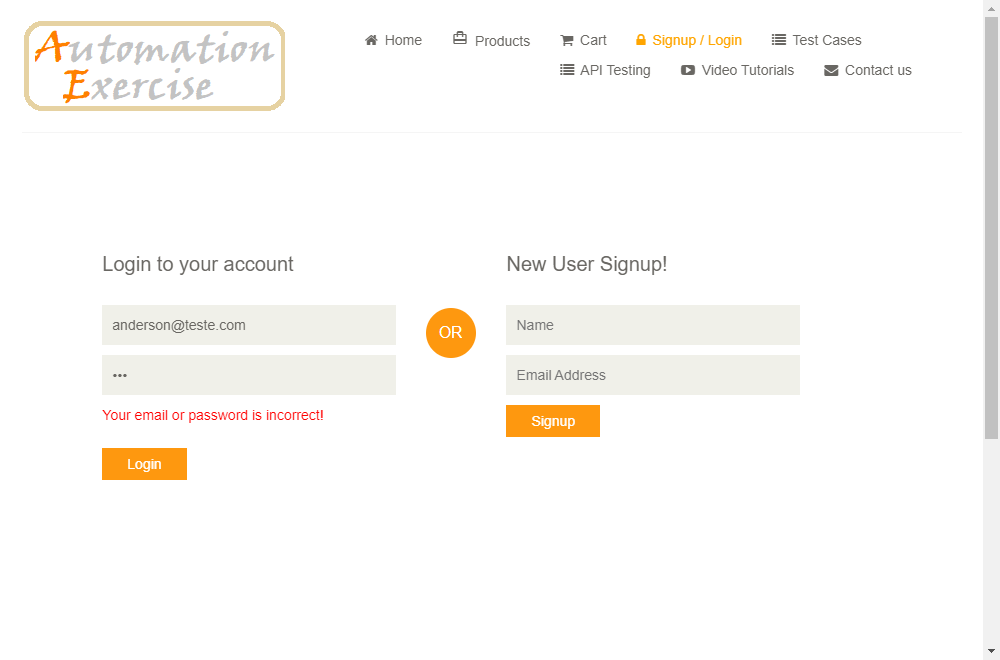 Automation
Exercise
Home
Products
Cart
Signup / Login
Test Cases
API Testing
Video Tutorials
Contact us
Login to your account
anderson@teste.com
•••
Your email or password is incorrect!
Login
OR
New User Signup!
Name
Email Address
Signup